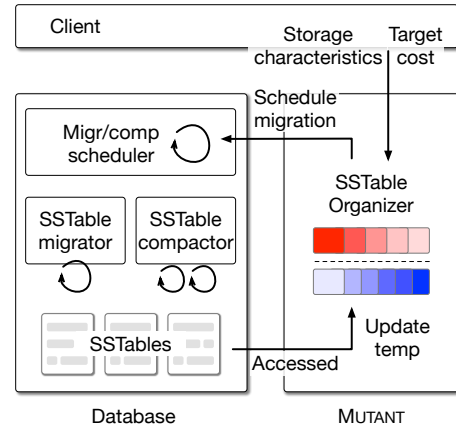 Client
Storage characteristics
Target cost
Schedule migration
Migr/comp scheduler
SSTable Organizer
SSTable migrator
SSTable compactor
SSTables
Accessed
Update temp
Database
MUTANT